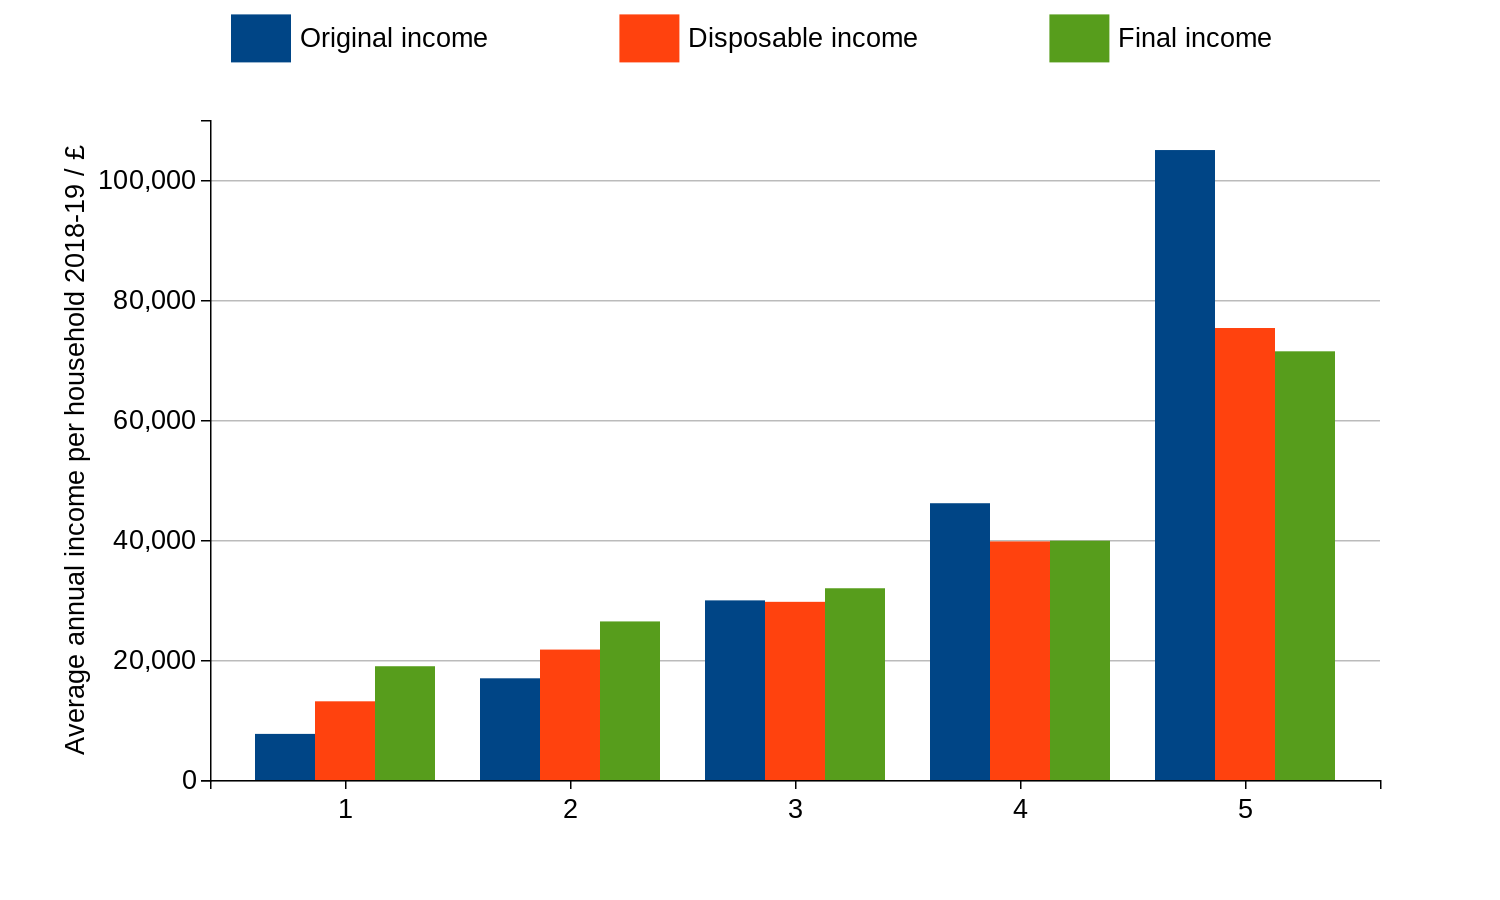 Original income
Disposable income
Final income
Average annual income per household 2018-19 / £
100,000
80,000
60,000
40,000
20,000
0
1
2
3
4
5